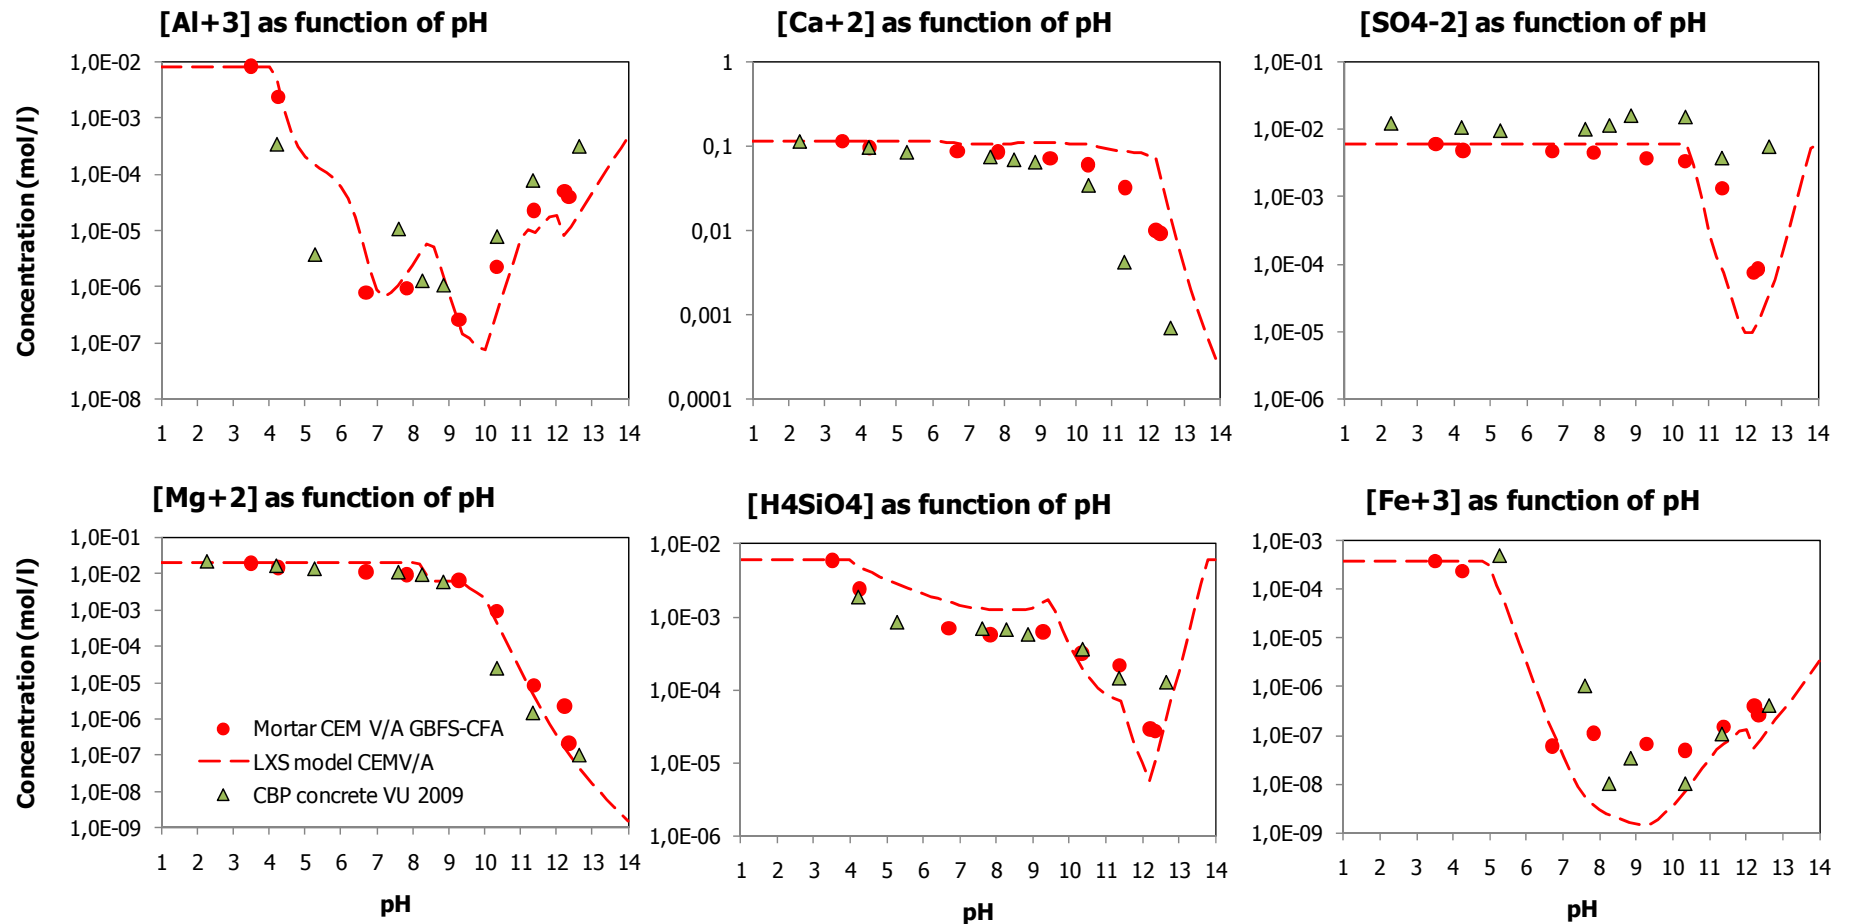 [Al+3] as function of pH
1,0E-02
1,0E-03
1,0E-04
1,0E-05
1,0E-06
1,0E-07
1,0E-08
Concentration (mol/l)
1 2 3 4 5 6 7 8 9 10 11 12 13 14
[Ca+2] as function of pH
1
0,1
0,01
0,001
0,0001
1 2 3 4 5 6 7 8 9 10 11 12 13 14
[SO4-2] as function of pH
1,0E-01
1,0E-02
1,0E-03
1,0E-04
1,0E-05
1,0E-06
1 2 3 4 5 6 7 8 9 10 11 12 13 14
[Mg+2] as function of pH
1,0E-01
1,0E-02
1,0E-03
1,0E-04
1,0E-05
1,0E-06
1,0E-07
1,0E-08
1,0E-09
Concentration (mol/l)
Mortar CEM V/A GBFS-CFA
LXS model CEMV/A
CBP concrete VU 2009
1 2 3 4 5 6 7 8 9 10 11 12 13 14
pH
[H4SiO4] as function of pH
1,0E-02
1,0E-03
1,0E-04
1,0E-05
1,0E-06
1 2 3 4 5 6 7 8 9 10 11 12 13 14
pH
[Fe+3] as function of pH
1,0E-03
1,0E-04
1,0E-05
1,0E-06
1,0E-07
1,0E-08
1,0E-09
1 2 3 4 5 6 7 8 9 10 11 12 13 14
pH